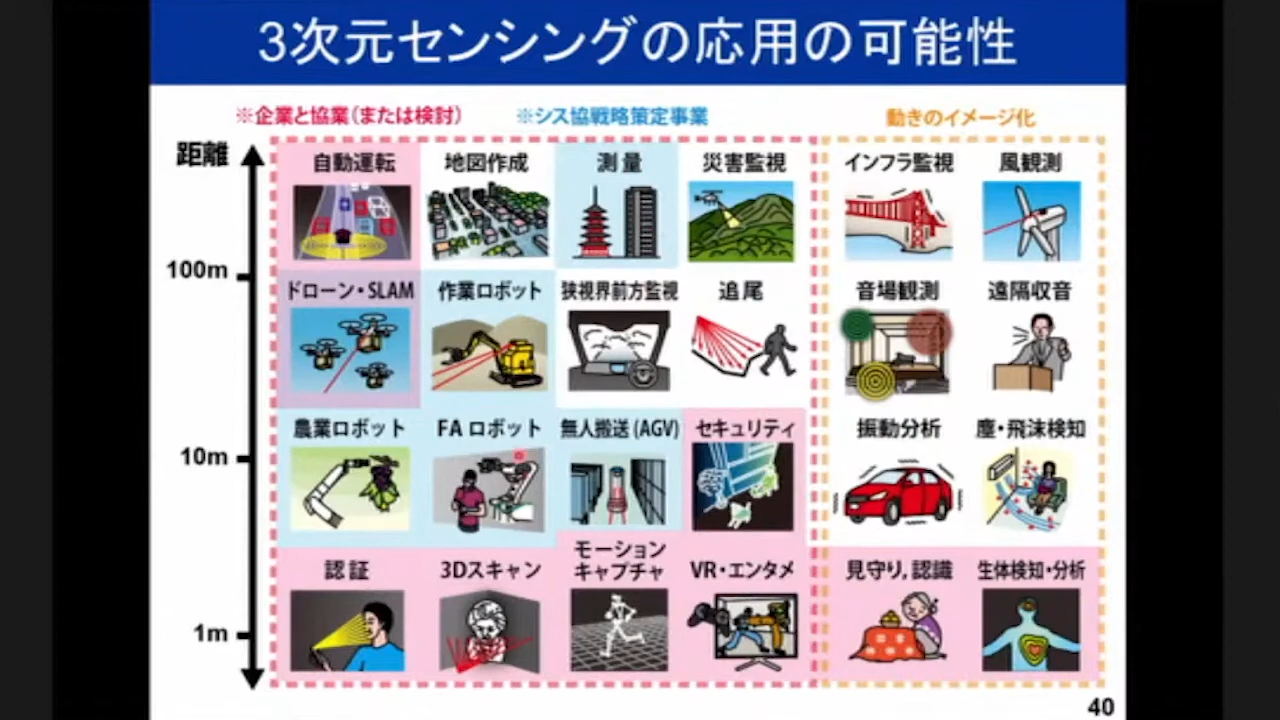 3次元センシングの応用の可能性
※企業と協業(または検討)
※シス協戦略策定事業
動きのイメージ化
距離
自動運転
地図作成
測量
災害監視
インフラ監視
風観測
100m
ドローン・SLAM
作業ロボット
狭視界前方監視
追尾
音場観測
遠隔収音
10m
農業ロボット
FAロボット
無人搬送(AGV)
セキュリティ
振動分析
塵・飛沫検知
1m
認証
3Dスキャン
モーション
キャプチャ
VR・エンタメ
見守り,認識
生体検知・分析
40